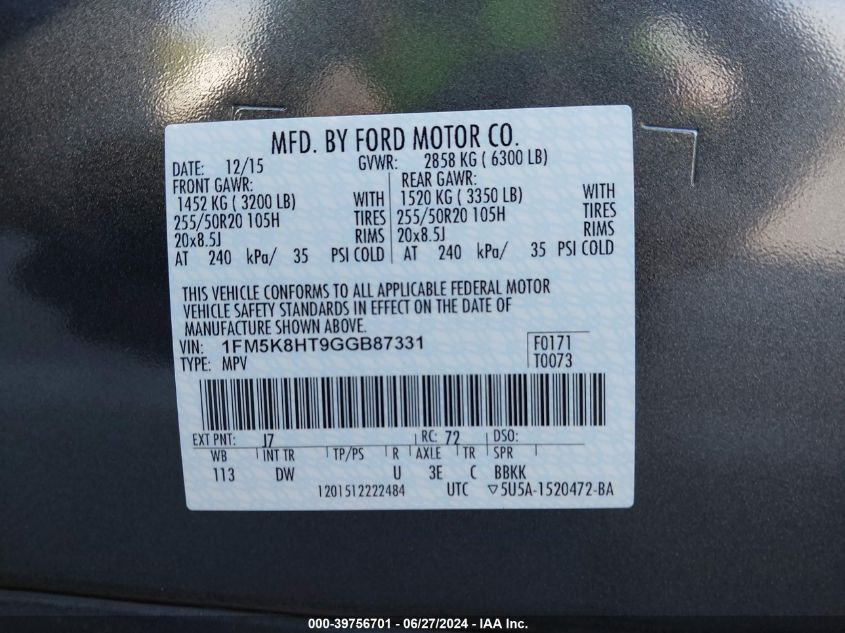 MFD. BY FORD MOTOR CO.
DATE: 12/15 GVWR: 2858 KG ( 6300 LB)
FRONT GAWR: REAR GAWR:
1452 KG ( 3200 LB) WITH 1520 KG ( 3350 LB) WITH
255/50R20 105H TIRES 255/50R20 105H TIRES
20x8.5J RIMS 20x8.5J RIMS
AT 240 kPa/ 35 PSI COLD AT 240 kPa/ 35 PSI COLD
THIS VEHICLE CONFORMS TO ALL APPLICABLE FEDERAL MOTOR
VEHICLE SAFETY STANDARDS IN EFFECT ON THE DATE OF
MANUFACTURE SHOWN ABOVE.
VIN: 1FM5K8HT9GGB87331 F0171
TYPE: MPV T0073
EXT PNT: J7 RC: 72 DSO:
WB INT TR TP/PS R AXLE TR SPR
113 DW U 3E C BBKK
1201512222484 UTC ▽5U5A-1520472-BA
000-39756701 - 06/27/2024 - IAA Inc.